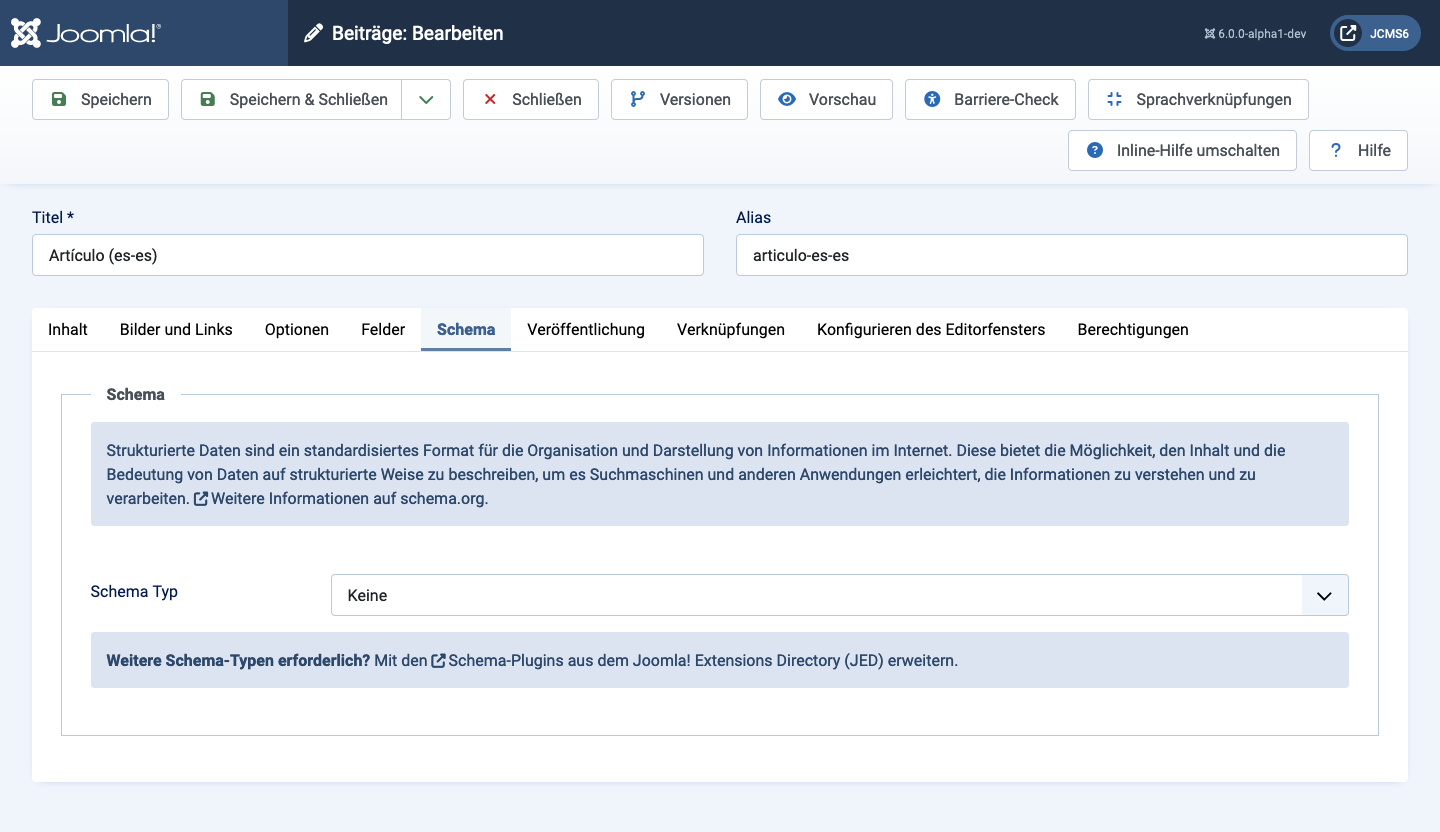 Joomla!®
Beiträge: Bearbeiten
6.0.0-alpha1-dev
JCMS6
Speichern
Speichern & Schließen
Schließen
Versionen
Vorschau
Barriere-Check
Sprachverknüpfungen
Inline-Hilfe umschalten
Hilfe
Titel *
Alias
Artículo (es-es)
articulo-es-es
Inhalt
Bilder und Links
Optionen
Felder
Schema
Veröffentlichung
Verknüpfungen
Konfigurieren des Editorfensters
Berechtigungen
Schema
Strukturierte Daten sind ein standardisiertes Format für die Organisation und Darstellung von Informationen im Internet. Diese bietet die Möglichkeit, den Inhalt und die
Bedeutung von Daten auf strukturierte Weise zu beschreiben, um es Suchmaschinen und anderen Anwendungen erleichtert, die Informationen zu verstehen und zu
verarbeiten. Weitere Informationen auf schema.org.
Schema Typ
Keine
Weitere Schema-Typen erforderlich? Mit den Schema-Plugins aus dem Joomla! Extensions Directory (JED) erweitern.